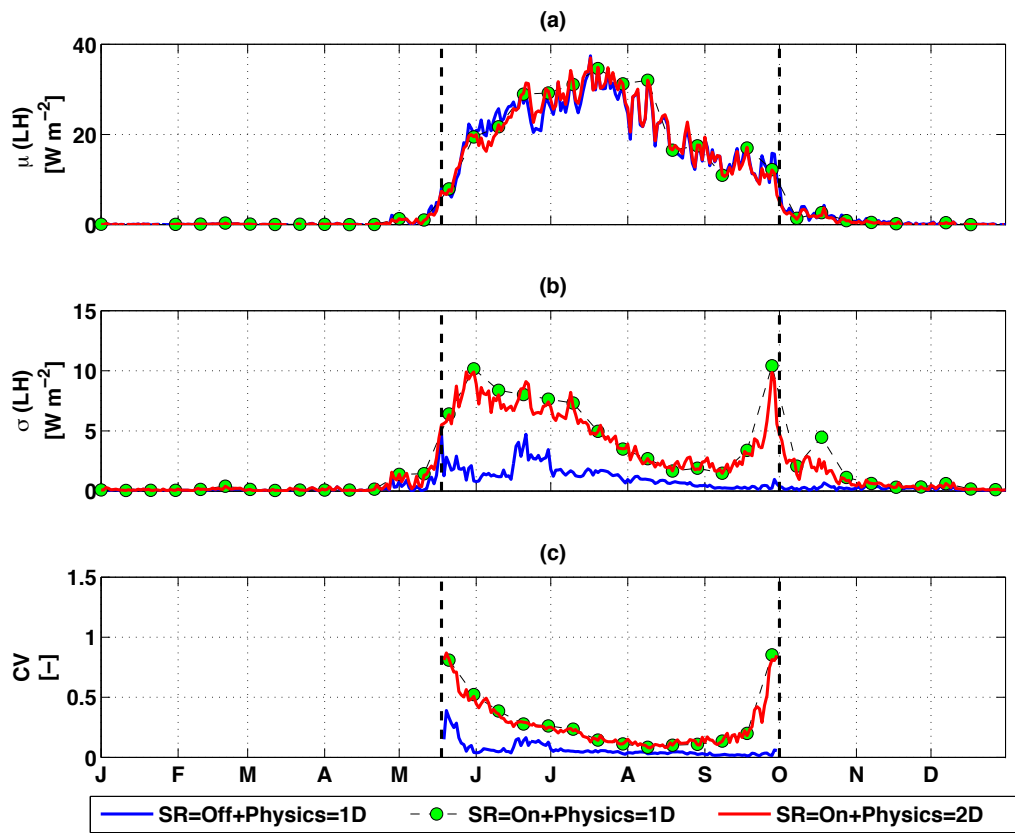 (a)
40
20
0
μ (LH)
[W m−2]
(b)
15
10
5
0
σ (LH)
[W m−2]
(c)
1.5
1
0.5
0
CV
[−]
J F M A M J J A S O N D
SR=Off+Physics=1D SR=On+Physics=1D SR=On+Physics=2D